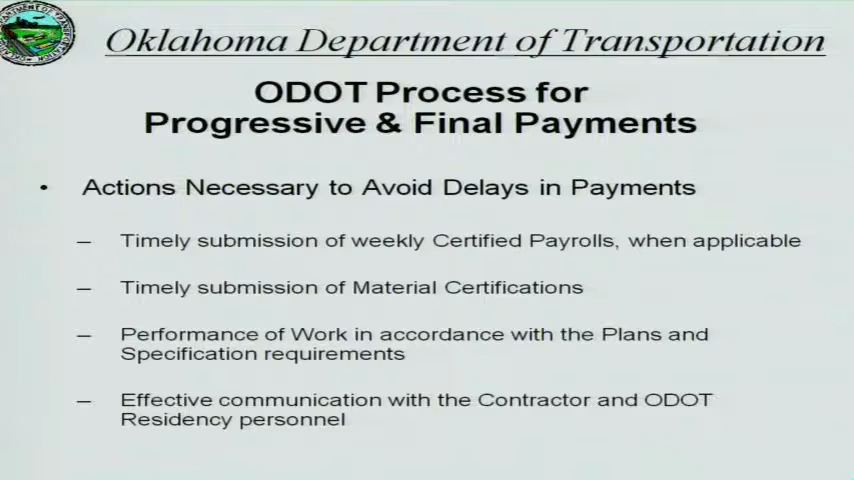 Oklahoma Department of Transportation
ODOT Process for
Progressive & Final Payments
• Actions Necessary to Avoid Delays in Payments
– Timely submission of weekly Certified Payrolls, when applicable
– Timely submission of Material Certifications
– Performance of Work in accordance with the Plans and
Specification requirements
– Effective communication with the Contractor and ODOT
Residency personnel